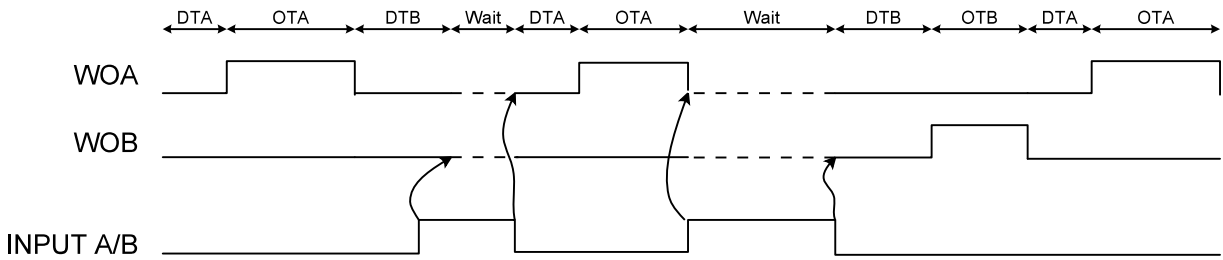 DTA OTA DTB Wait DTA OTA Wait DTB OTB DTA OTA
WOA
WOB
INPUT A/B